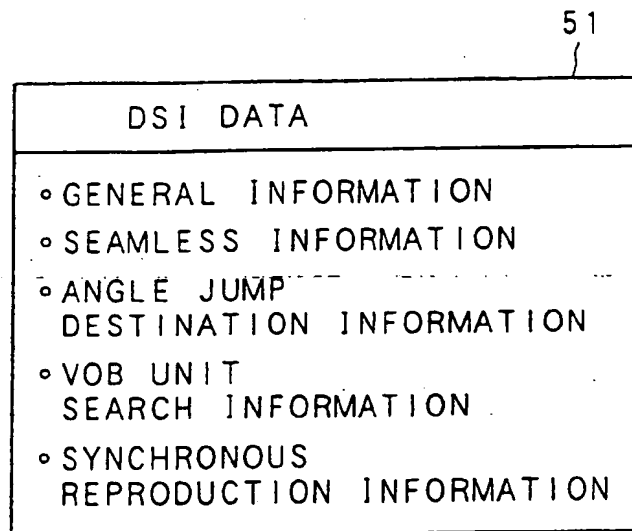 51
DSI DATA
∘ GENERAL INFORMATION
∘ SEAMLESS INFORMATION
∘ ANGLE JUMP
DESTINATION INFORMATION
∘ VOB UNIT
SEARCH INFORMATION
∘ SYNCHRONOUS
REPRODUCTION INFORMATION